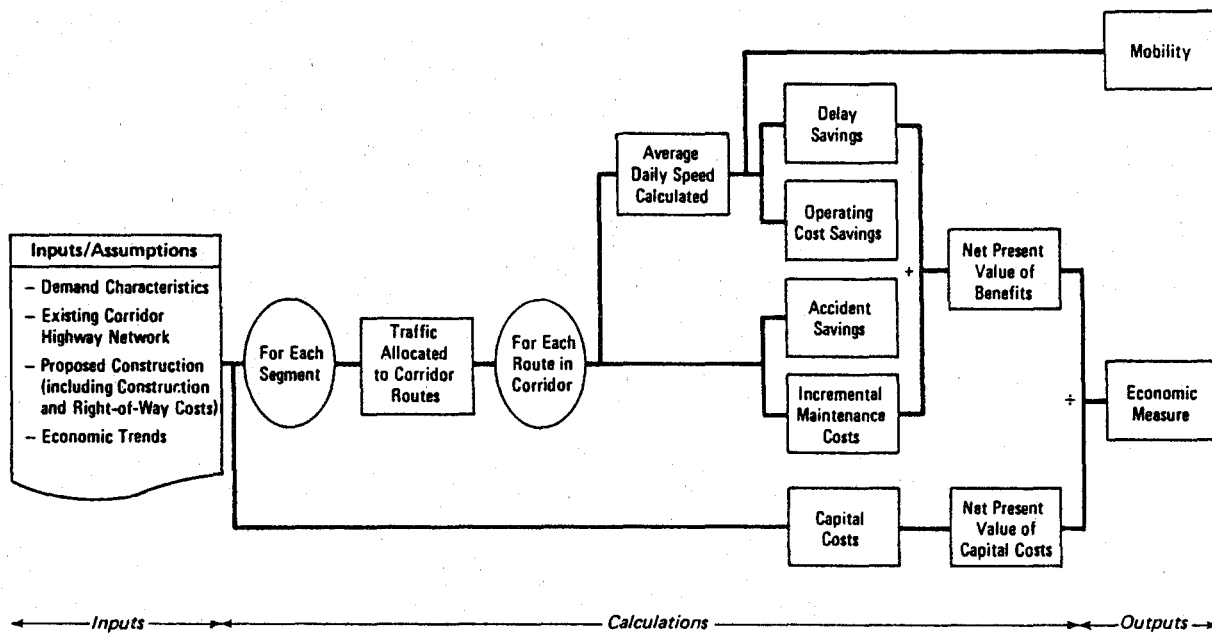 Mobility
Delay
Savings
Average
Daily Speed
Calculated
Operating
Cost Savings
Inputs/Assumptions
– Demand Characteristics
– Existing Corridor
Highway Network
– Proposed Construction
(including Construction
and Right-of-Way Costs)
– Economic Trends
For Each
Segment
Traffic
Allocated
to Corridor
Routes
For Each
Route in
Corridor
Accident
Savings
Incremental
Maintenance
Costs
+
Net Present
Value of
Benefits
÷
Economic
Measure
Capital
Costs
Net Present
Value of
Capital Costs
Inputs
Calculations
Outputs